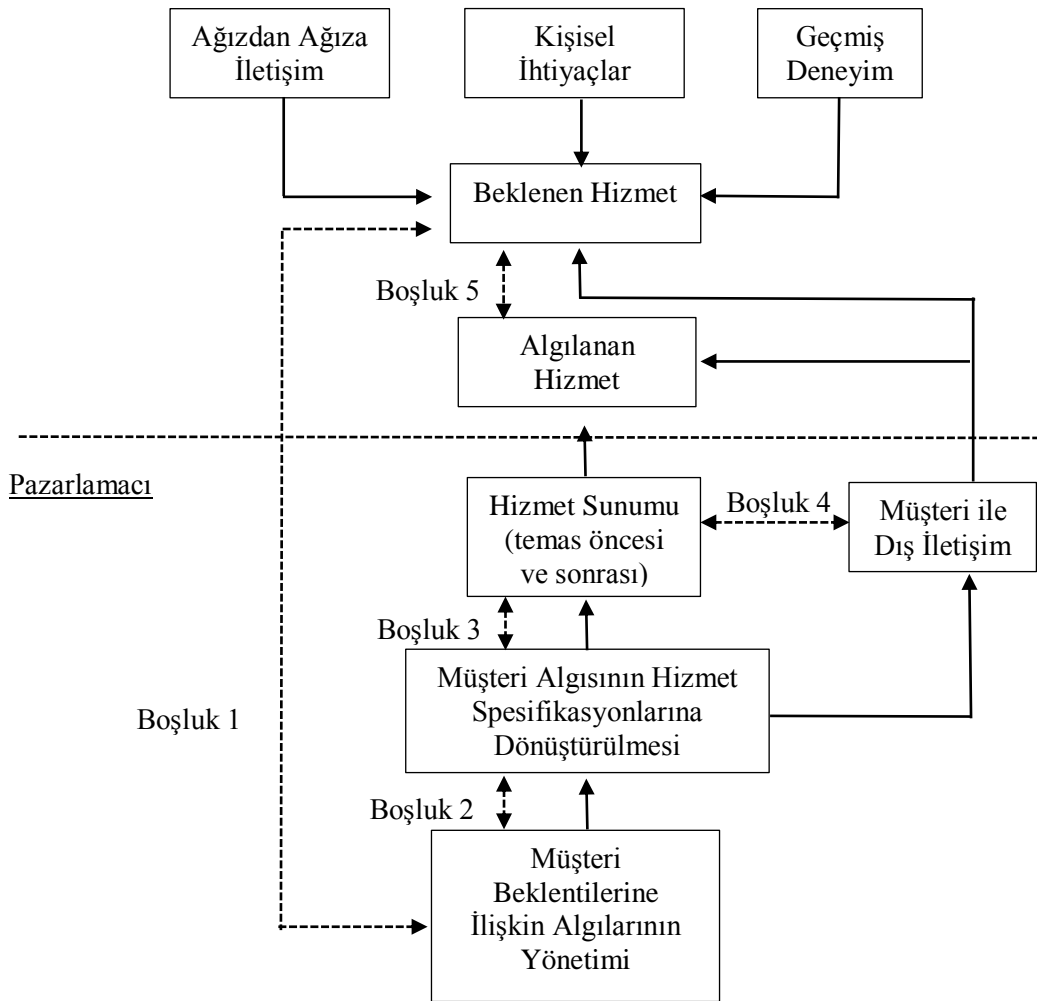 Ağızdan Ağıza
İletişim
Kişisel
İhtiyaçlar
Geçmiş
Deneyim
Beklenen Hizmet
Boşluk 5
Algılanan
Hizmet
Pazarlamacı
Hizmet Sunumu
(temas öncesi
ve sonrası)
Boşluk 4
Müşteri ile
Dış İletişim
Boşluk 3
Müşteri Algısının Hizmet
Spesifikasyonlarına
Dönüştürülmesi
Boşluk 1
Boşluk 2
Müşteri
Beklentilerine
İlişkin Algılarının
Yönetimi